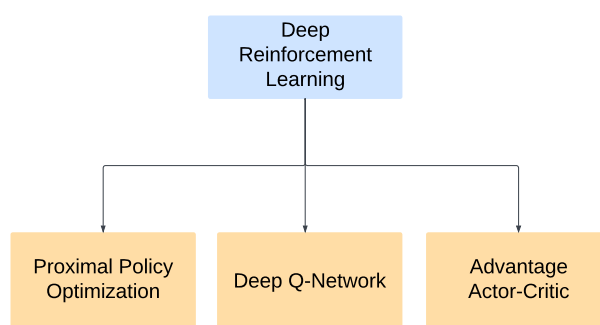 Deep
Reinforcement
Learning
Proximal Policy
Optimization
Deep Q-Network
Advantage
Actor-Critic